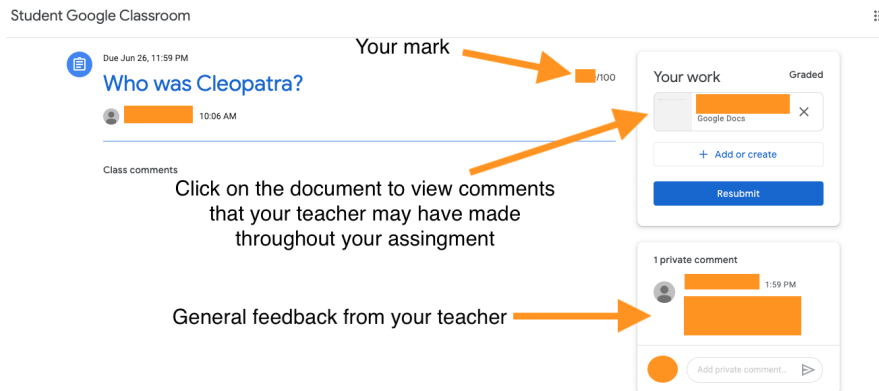 Student Google Classroom
Due Jun 26, 11:59 PM
Your mark
Who was Cleopatra?
/100
10:06 AM
Class comments
Click on the document to view comments
that your teacher may have made
throughout your assingment
Your work
Graded
Google Docs
+ Add or create
Resubmit
1 private comment
1:59 PM
General feedback from your teacher
Add private comment...